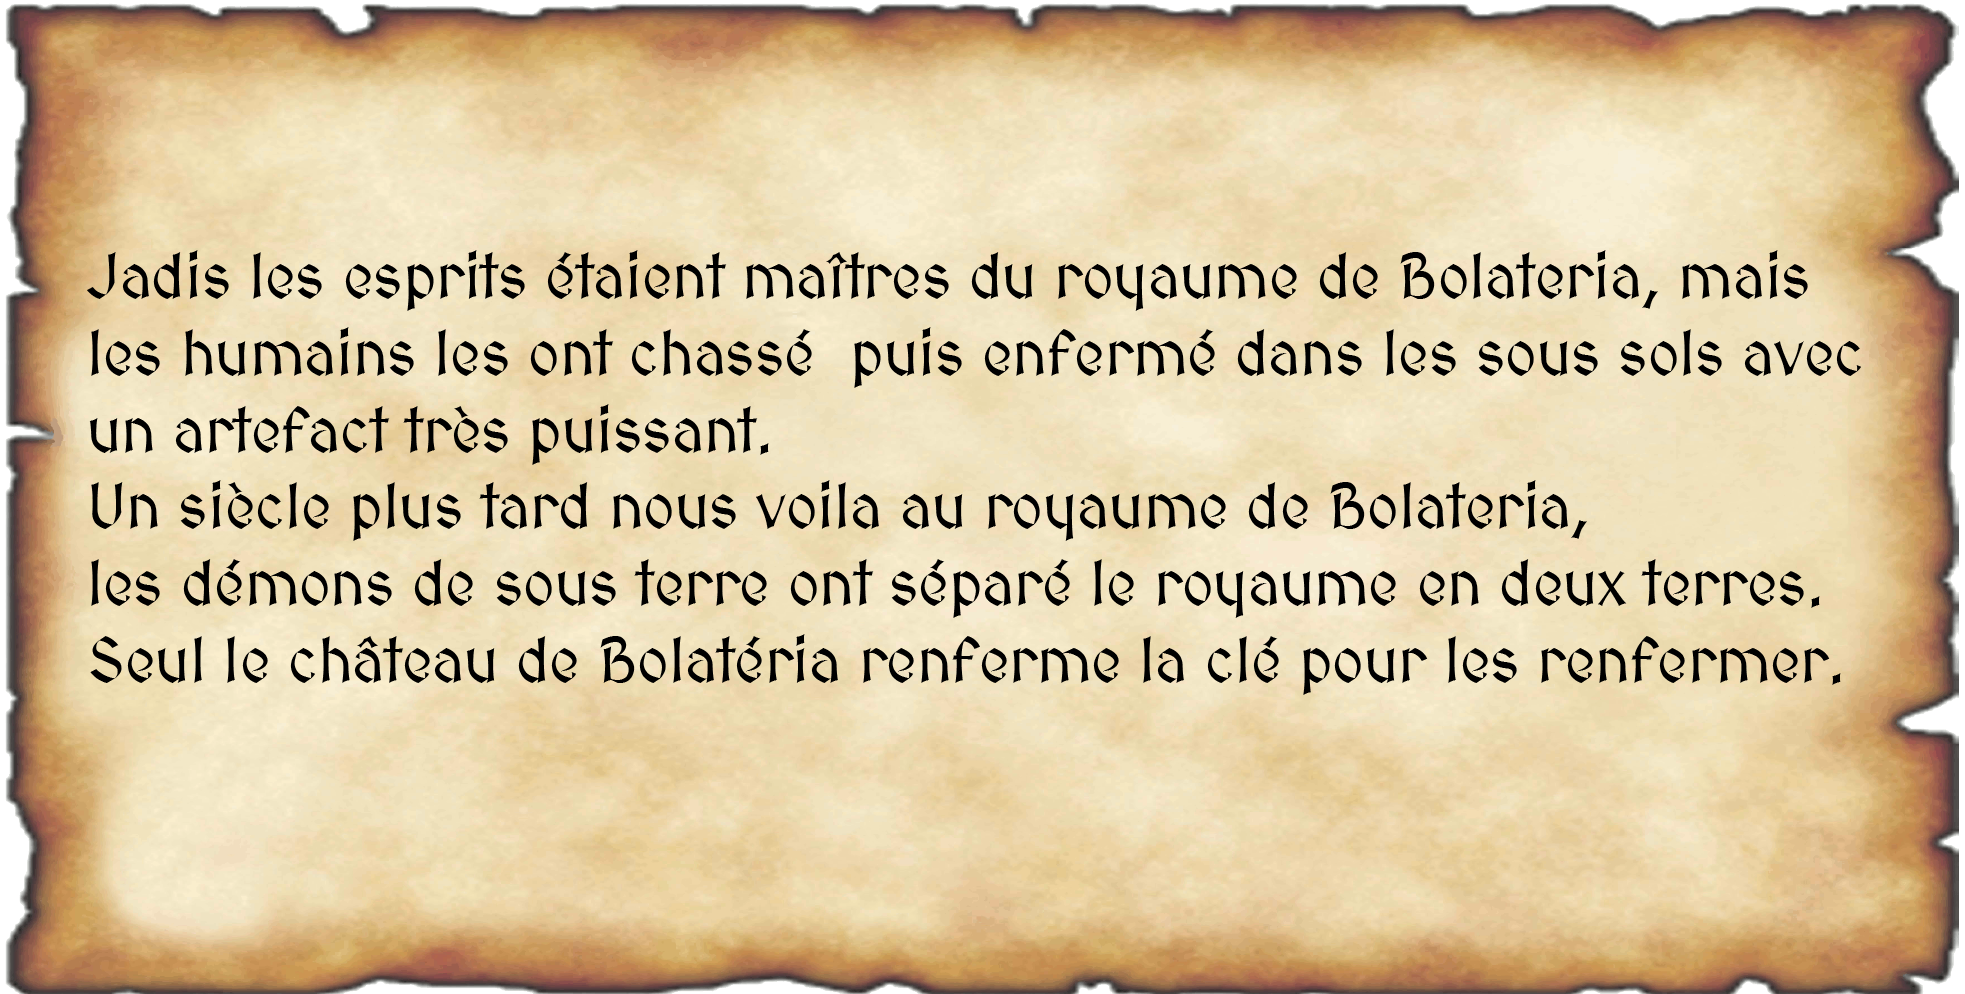 Jadis les esprits étaient maîtres du royaume de Bolateria, mais
les humains les ont chassé  puis enfermé dans les sous sols avec
un artefact très puissant.
Un siècle plus tard nous voila au royaume de Bolateria,
les démons de sous terre ont séparé le royaume en deux terres.
Seul le château de Bolatéria renferme la clé pour les renfermer.